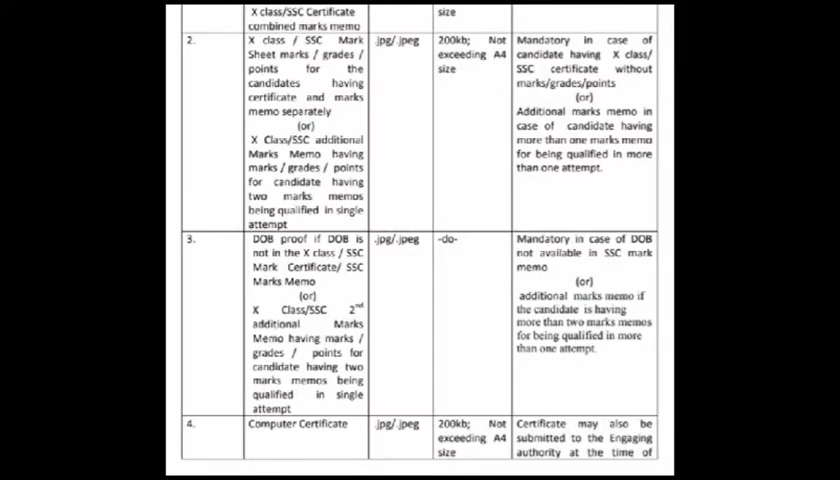 X class/SSC Certificate
combined marks memo
size
2.
X class / SSC Mark
Sheet marks / grades /
points for the
candidates having
certificate and marks
memo separately
(or)
X Class/SSC additional
Marks Memo having
marks / grades / points
for candidate having
two marks memos
being qualified in single
attempt
.jpg/.jpeg
200kb; Not
exceeding A4
size
Mandatory in case of
candidate having X class/
SSC certificate without
marks/grades/points
(or)
Additional marks memo in
case of candidate having
more than one marks memo
for being qualified in more
than one attempt.
3.
DOB proof if DOB is
not in the X class / SSC
Mark Certificate/ SSC
Marks Memo
(or)
X Class/SSC 2nd
additional Marks
Memo having marks /
grades / points for
candidate having two
marks memos being
qualified in single
attempt
.jpg/.jpeg
-do-
Mandatory in case of DOB
not available in SSC mark
memo
(or)
additional marks memo if
the candidate is having
more than two marks memos
for being qualified in more
than one attempt.
4.
Computer Certificate
.jpg/.jpeg
200kb; Not
exceeding A4
size
Certificate may also be
submitted to the Engaging
authority at the time of